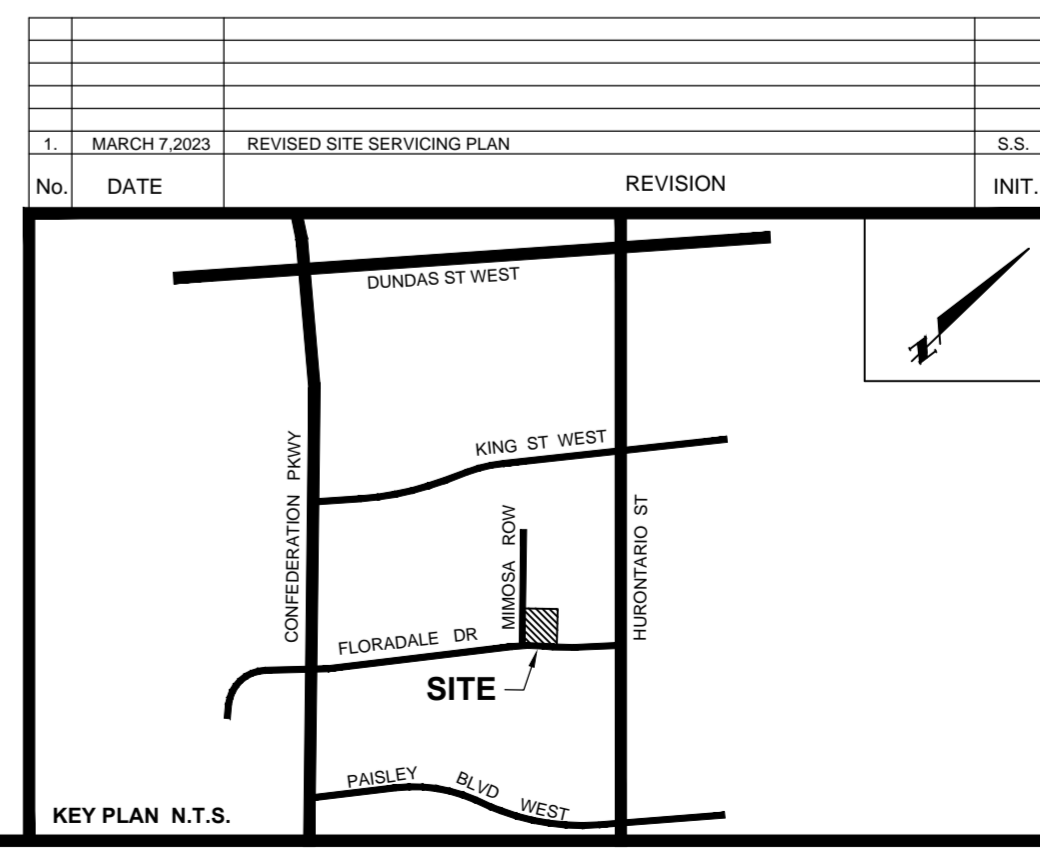 1. MARCH 7,2023 REVISED SITE SERVICING PLAN S.S.
No. DATE REVISION INIT.
DUNDAS ST WEST
N
KING ST WEST
CONFEDERATION PKWY
MIMOSA ROW
HURONTARIO ST
FLORADALE DR
SITE
PAISLEY BLVD WEST
KEY PLAN N.T.S.